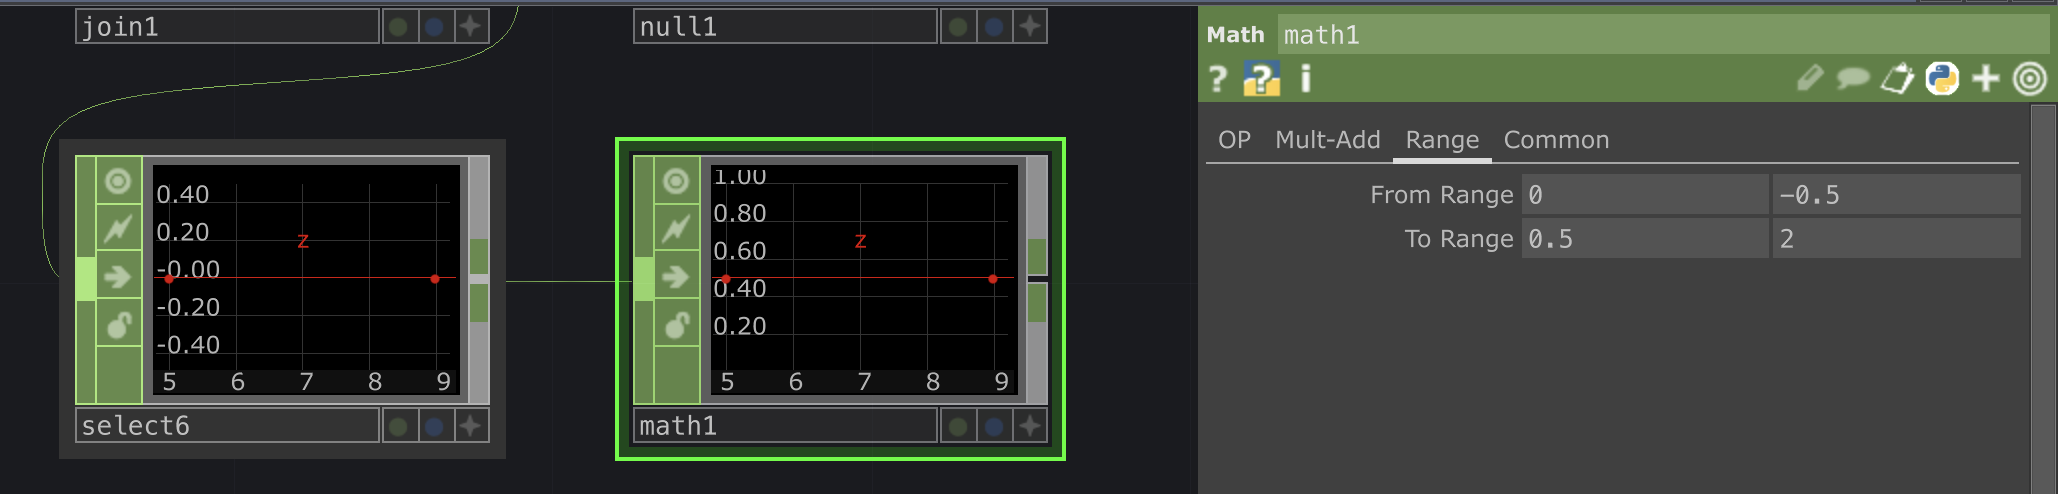 join1
null1
Math math1
? ? i
OP Mult-Add Range Common
From Range 0 -0.5
To Range 0.5 2
0.40
0.20
-0.00
-0.20
-0.40
z
5 6 7 8 9
select6
1.00
0.80
0.60
0.40
0.20
z
5 6 7 8 9
math1